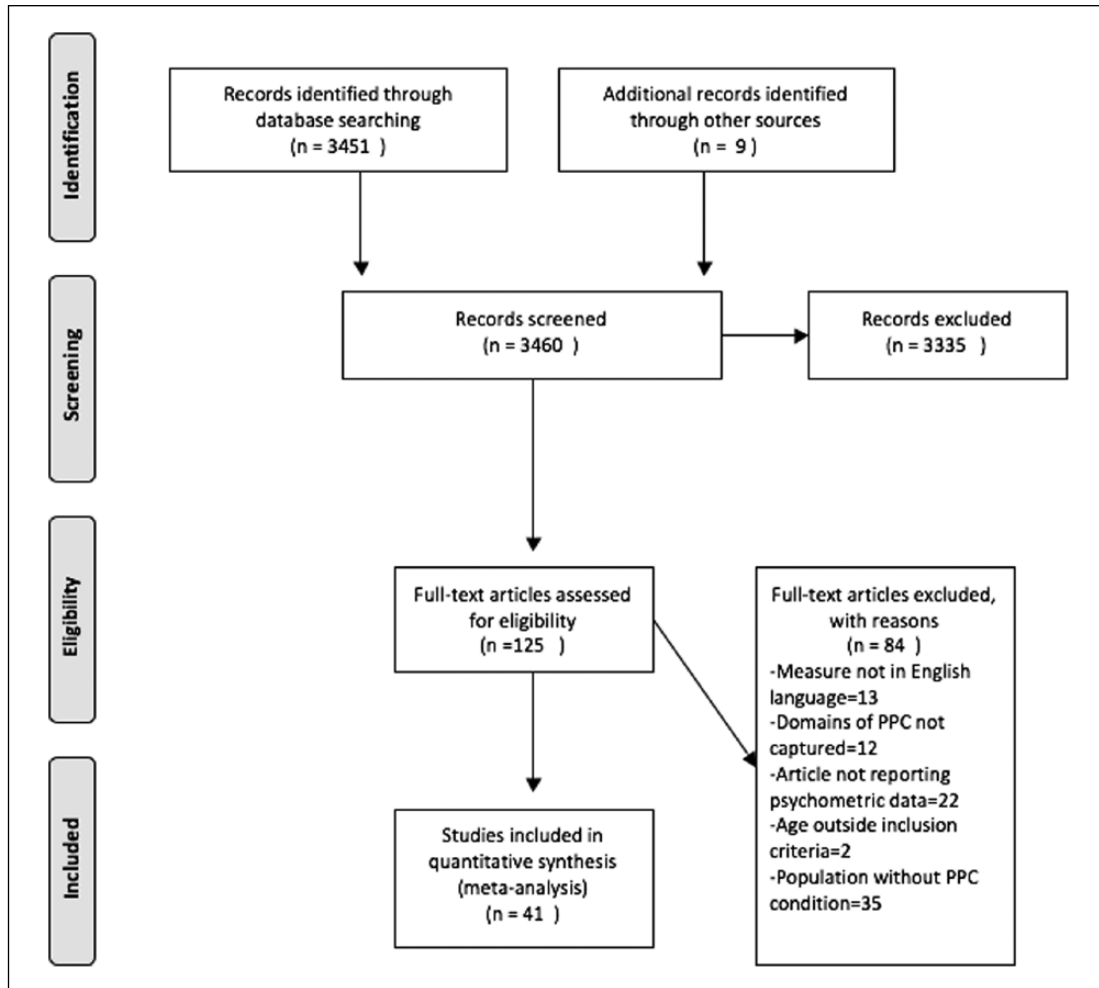 Identification
Records identified through
database searching
(n = 3451  )
Additional records identified
through other sources
(n =  9 )
Screening
Records screened
(n = 3460  )
Records excluded
(n = 3335  )
Eligibility
Full-text articles assessed
for eligibility
(n =125  )
Full-text articles excluded,
with reasons
(n = 84  )
-Measure not in English
language=13
-Domains of PPC not
captured=12
-Article not reporting
psychometric data=22
-Age outside inclusion
criteria=2
-Population without PPC
condition=35
Included
Studies included in
quantitative synthesis
(meta-analysis)
(n = 41  )